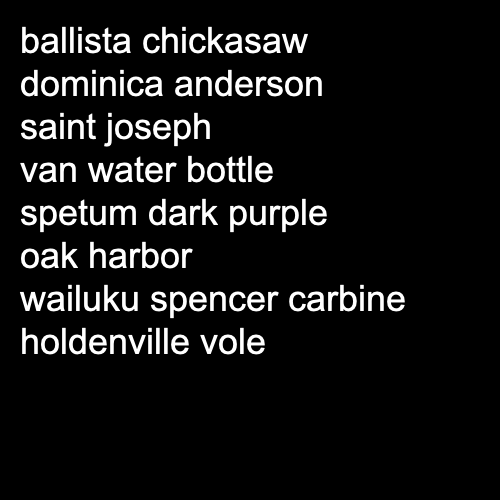 ballista chickasaw
dominica anderson
saint joseph
van water bottle
spetum dark purple
oak harbor
wailuku spencer carbine
holdenville vole